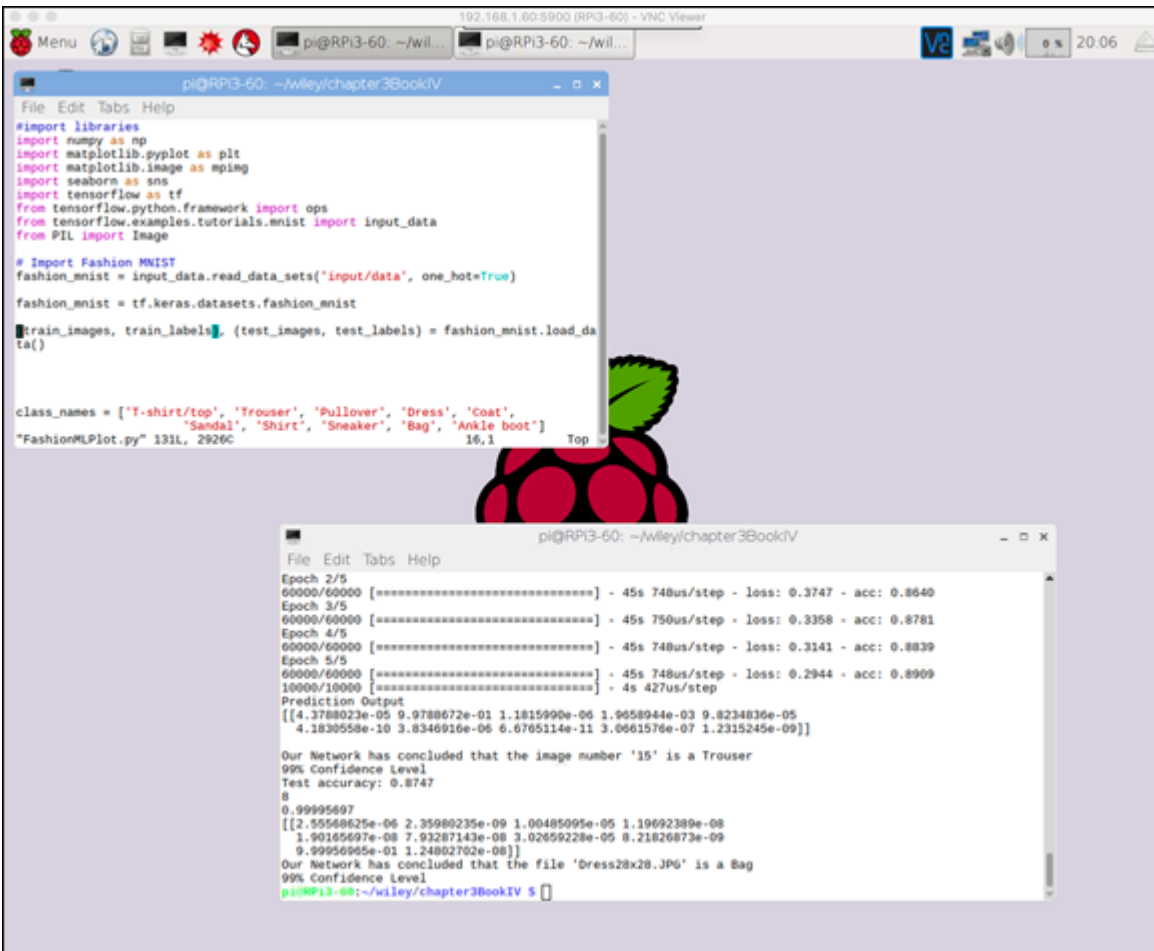 192.168.1.60:5900 (RPi3-60) - VNC Viewer
Menu pi@RPi3-60: ~/wil... pi@RPi3-60: ~/wil... V2 0 % 20:06
pi@RPi3-60: ~/wiley/chapter3BookIV
File Edit Tabs Help
#import libraries
import numpy as np
import matplotlib.pyplot as plt
import matplotlib.image as mpimg
import seaborn as sns
import tensorflow as tf
from tensorflow.python.framework import ops
from tensorflow.examples.tutorials.mnist import input_data
from PIL import Image
# Import Fashion MNIST
fashion_mnist = input_data.read_data_sets('input/data', one_hot=True)
fashion_mnist = tf.keras.datasets.fashion_mnist
(train_images, train_labels), (test_images, test_labels) = fashion_mnist.load_da
ta()
class_names = ['T-shirt/top', 'Trouser', 'Pullover', 'Dress', 'Coat',
'Sandal', 'Shirt', 'Sneaker', 'Bag', 'Ankle boot']
"FashionMLPlot.py" 131L, 2926C 16,1 Top
pi@RPi3-60: ~/wiley/chapter3BookIV
File Edit Tabs Help
Epoch 2/5
60000/60000 [==============================] - 45s 748us/step - loss: 0.3747 - acc: 0.8640
Epoch 3/5
60000/60000 [==============================] - 45s 750us/step - loss: 0.3358 - acc: 0.8781
Epoch 4/5
60000/60000 [==============================] - 45s 748us/step - loss: 0.3141 - acc: 0.8839
Epoch 5/5
60000/60000 [==============================] - 45s 748us/step - loss: 0.2944 - acc: 0.8909
10000/10000 [==============================] - 4s 427us/step
Prediction Output
[[4.3788023e-05 9.9788672e-01 1.1815990e-06 1.9658944e-03 9.8234836e-05
4.1830558e-10 3.8346916e-06 6.6765114e-11 3.0661576e-07 1.2315245e-09]]
Our Network has concluded that the image number '15' is a Trouser
99% Confidence Level
Test accuracy: 0.8747
8
0.99995697
[[2.55568625e-06 2.35980235e-09 1.00485095e-05 1.19692389e-08
1.90165697e-08 7.93287143e-08 3.02659228e-05 8.21826873e-09
9.99956965e-01 1.24802702e-08]]
Our Network has concluded that the file 'Dress28x28.JPG' is a Bag
99% Confidence Level
pi@RPi3-60:~/wiley/chapter3BookIV $